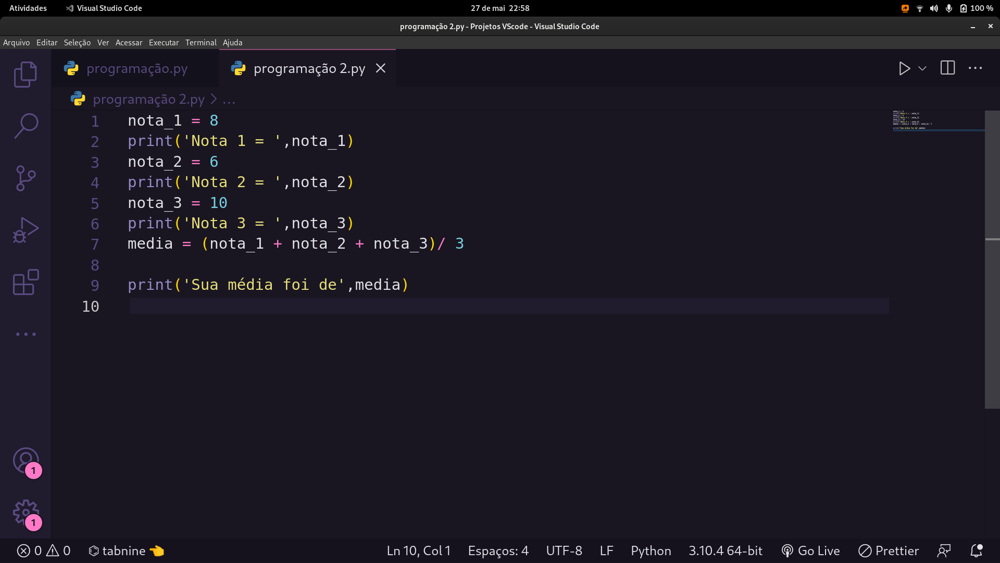 Atividades Visual Studio Code 27 de mai 22:58 100 %
programação 2.py - Projetos VScode - Visual Studio Code
Arquivo Editar Seleção Ver Acessar Executar Terminal Ajuda
programação.py programação 2.py
programação 2.py > ...
1 nota_1 = 8
2 print('Nota 1 = ',nota_1)
3 nota_2 = 6
4 print('Nota 2 = ',nota_2)
5 nota_3 = 10
6 print('Nota 3 = ',nota_3)
7 media = (nota_1 + nota_2 + nota_3)/ 3
8
9 print('Sua média foi de',media)
10
1
1
0 0 tabnine Ln 10, Col 1 Espaços: 4 UTF-8 LF Python 3.10.4 64-bit Go Live Prettier